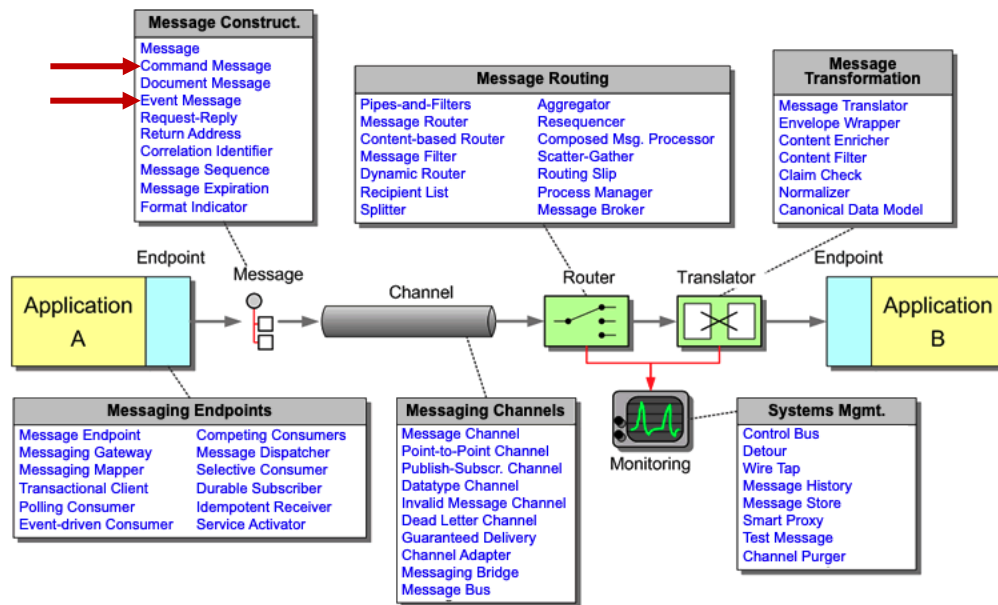 Message Construct.
Message
Command Message
Document Message
Event Message
Request-Reply
Return Address
Correlation Identifier
Message Sequence
Message Expiration
Format Indicator
Message Routing
Pipes-and-Filters
Message Router
Content-based Router
Message Filter
Dynamic Router
Recipient List
Splitter
Aggregator
Resequencer
Composed Msg. Processor
Scatter-Gather
Routing Slip
Process Manager
Message Broker
Message
Transformation
Message Translator
Envelope Wrapper
Content Enricher
Content Filter
Claim Check
Normalizer
Canonical Data Model
Endpoint
Application
A
Message
Channel
Router
Translator
Endpoint
Application
B
Messaging Endpoints
Message Endpoint
Messaging Gateway
Messaging Mapper
Transactional Client
Polling Consumer
Event-driven Consumer
Competing Consumers
Message Dispatcher
Selective Consumer
Durable Subscriber
Idempotent Receiver
Service Activator
Messaging Channels
Message Channel
Point-to-Point Channel
Publish-Subscr. Channel
Datatype Channel
Invalid Message Channel
Dead Letter Channel
Guaranteed Delivery
Channel Adapter
Messaging Bridge
Message Bus
Monitoring
Systems Mgmt.
Control Bus
Detour
Wire Tap
Message History
Message Store
Smart Proxy
Test Message
Channel Purger